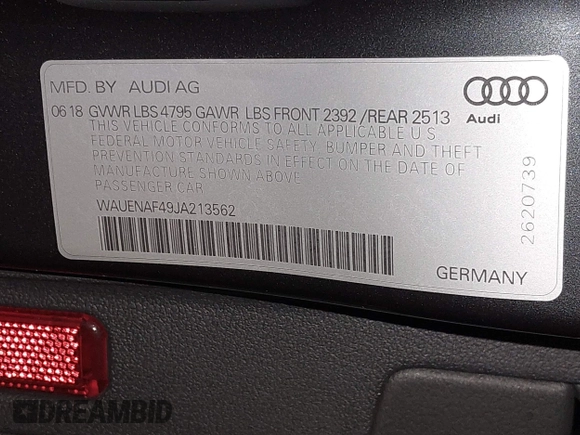 MFD. BY AUDI AG
06 18 GVWR LBS 4795 GAWR LBS FRONT 2392 /REAR 2513
THIS VEHICLE CONFORMS TO ALL APPLICABLE U.S.
FEDERAL MOTOR VEHICLE SAFETY, BUMPER AND THEFT
PREVENTION STANDARDS IN EFFECT ON THE DATE OF
MANUFACTURE SHOWN ABOVE
PASSENGER CAR
WAUENAF49JA213562
Audi
2620739
GERMANY
DREAMBID